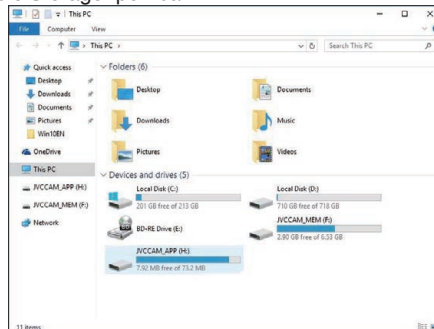 This PC
File
Computer
View
This PC
Search This PC
Quick access
Desktop
Downloads
Documents
Pictures
Win10EN
OneDrive
This PC
JVCCAM_APP (H:)
JVCCAM_MEM (F:)
Network
Folders (6)
Desktop
Documents
Downloads
Music
Pictures
Videos
Devices and drives (5)
Local Disk (C:)
201 GB free of 213 GB
Local Disk (D:)
710 GB free of 718 GB
BD-RE Drive (E:)
JVCCAM_MEM (F:)
2.90 GB free of 6.53 GB
JVCCAM_APP (H:)
7.92 MB free of 73.2 MB
11 items